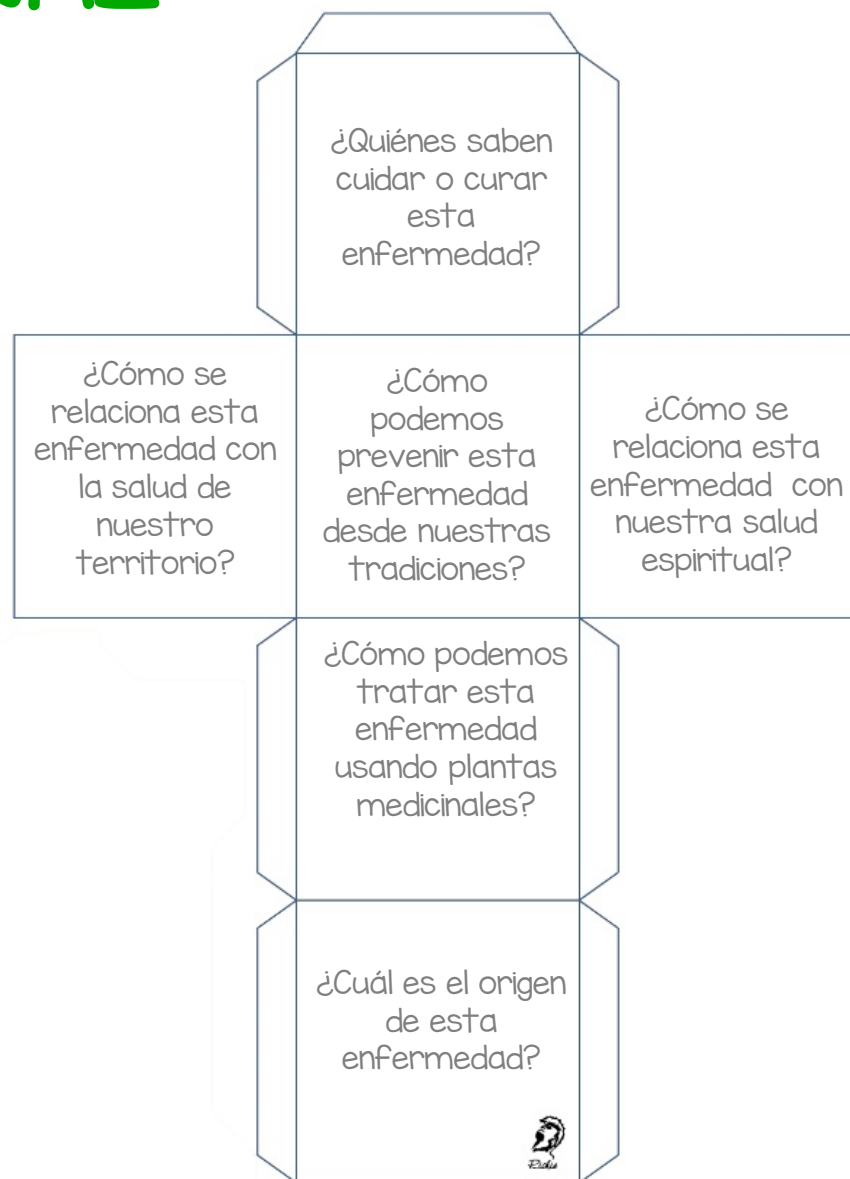 ¿Quiénes saben
cuidar o curar
esta
enfermedad?
¿Cómo se
relaciona esta
enfermedad con
la salud de
nuestro
territorio?
¿Cómo
podemos
prevenir esta
enfermedad
desde nuestras
tradiciones?
¿Cómo se
relaciona esta
enfermedad con
nuestra salud
espiritual?
¿Cómo podemos
tratar esta
enfermedad
usando plantas
medicinales?
¿Cuál es el origen
de esta
enfermedad?